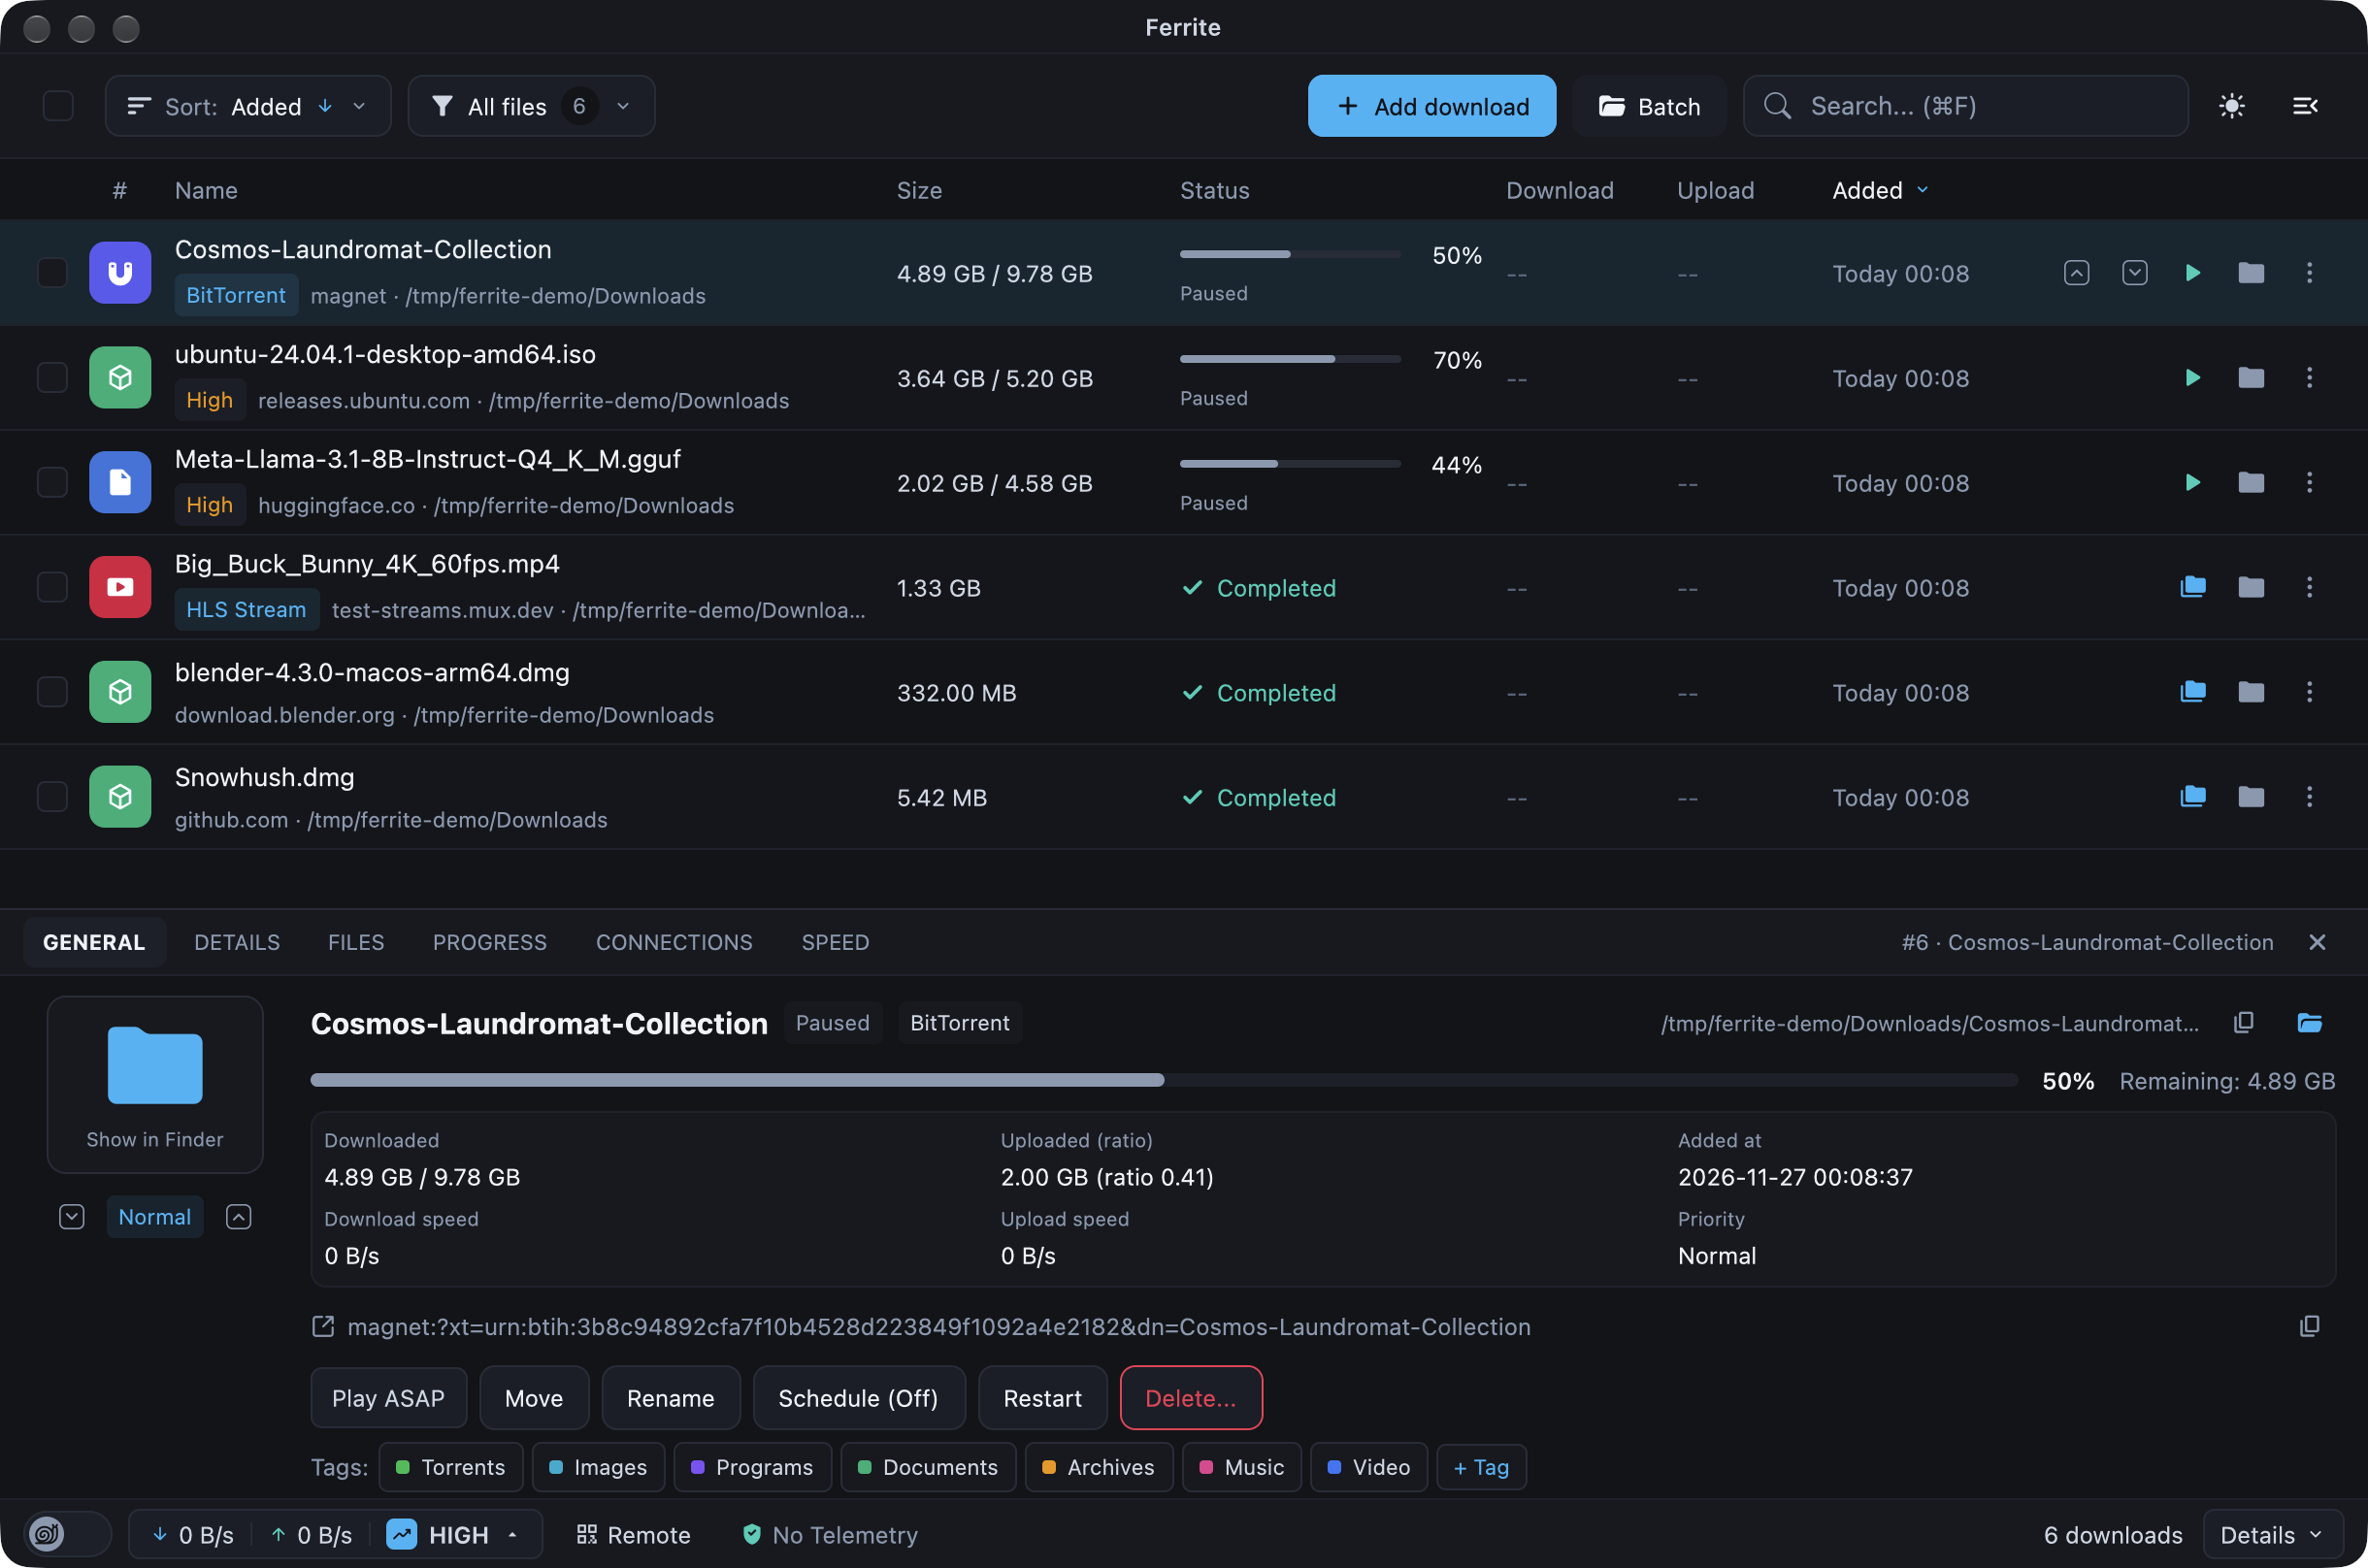 Ferrite
Sort: Added
All files 6
+ Add download
Batch
Search... (⌘F)
# Name Size Status Download Upload Added
Cosmos-Laundromat-Collection
BitTorrent magnet · /tmp/ferrite-demo/Downloads
4.89 GB / 9.78 GB
50%
Paused
--
--
Today 00:08
ubuntu-24.04.1-desktop-amd64.iso
High releases.ubuntu.com · /tmp/ferrite-demo/Downloads
3.64 GB / 5.20 GB
70%
Paused
--
--
Today 00:08
Meta-Llama-3.1-8B-Instruct-Q4_K_M.gguf
High huggingface.co · /tmp/ferrite-demo/Downloads
2.02 GB / 4.58 GB
44%
Paused
--
--
Today 00:08
Big_Buck_Bunny_4K_60fps.mp4
HLS Stream test-streams.mux.dev · /tmp/ferrite-demo/Downloa...
1.33 GB
Completed
--
--
Today 00:08
blender-4.3.0-macos-arm64.dmg
download.blender.org · /tmp/ferrite-demo/Downloads
332.00 MB
Completed
--
--
Today 00:08
Snowhush.dmg
github.com · /tmp/ferrite-demo/Downloads
5.42 MB
Completed
--
--
Today 00:08
GENERAL DETAILS FILES PROGRESS CONNECTIONS SPEED
#6 · Cosmos-Laundromat-Collection
Show in Finder
Normal
Cosmos-Laundromat-Collection Paused BitTorrent
/tmp/ferrite-demo/Downloads/Cosmos-Laundromat...
50% Remaining: 4.89 GB
Downloaded
4.89 GB / 9.78 GB
Uploaded (ratio)
2.00 GB (ratio 0.41)
Added at
2026-11-27 00:08:37
Download speed
0 B/s
Upload speed
0 B/s
Priority
Normal
magnet:?xt=urn:btih:3b8c94892cfa7f10b4528d223849f1092a4e2182&dn=Cosmos-Laundromat-Collection
Play ASAP Move Rename Schedule (Off) Restart Delete...
Tags: Torrents Images Programs Documents Archives Music Video + Tag
0 B/s 0 B/s HIGH Remote No Telemetry
6 downloads Details